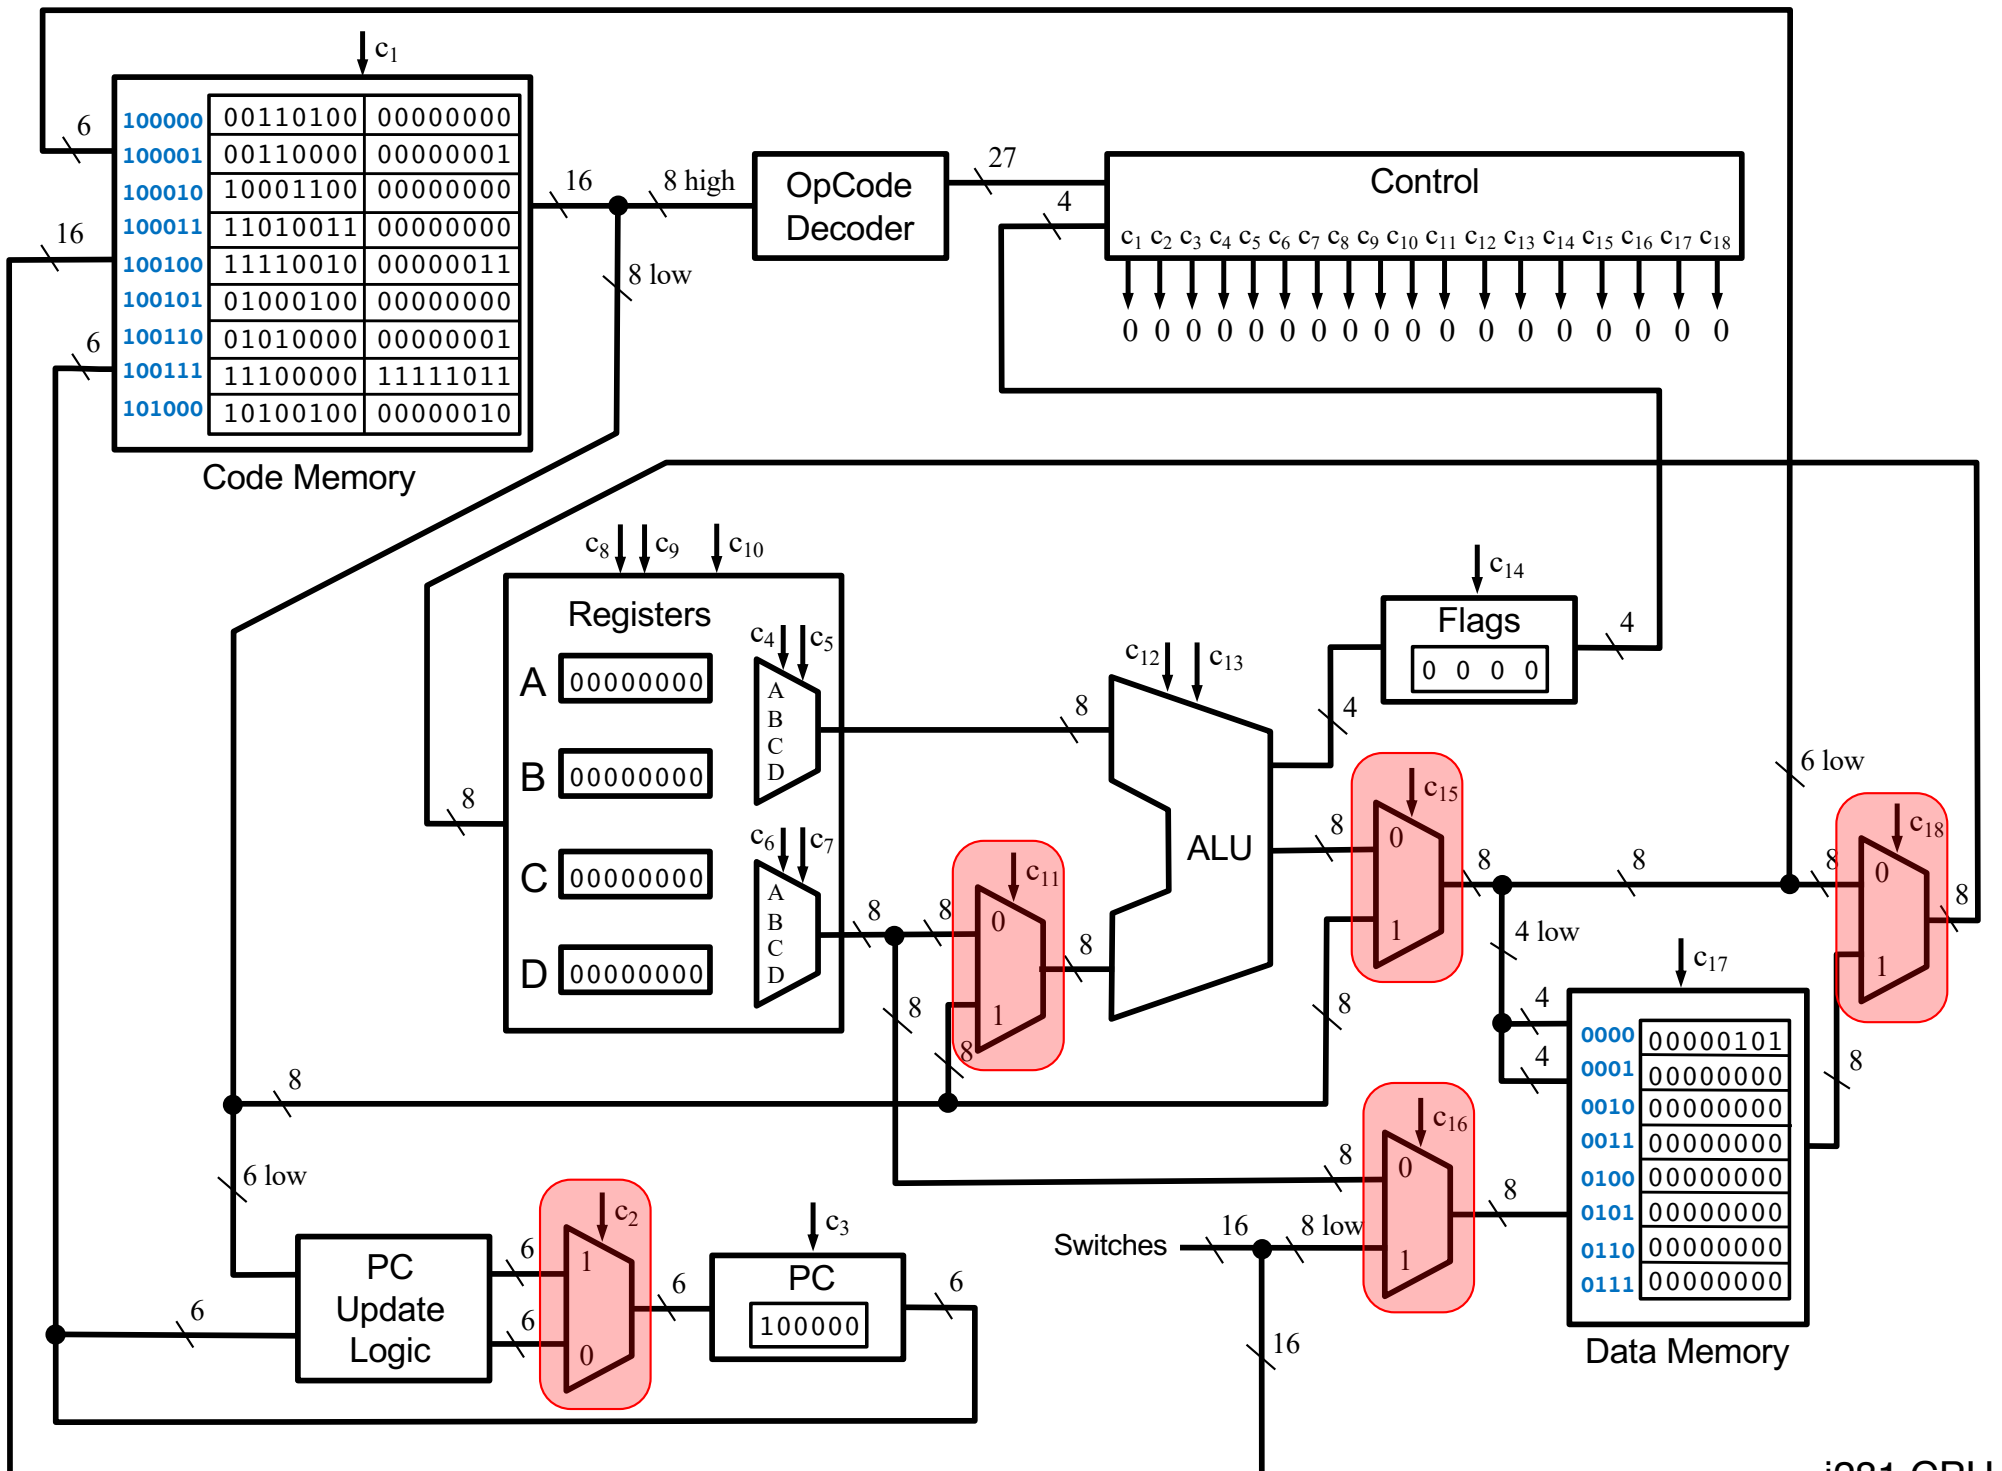 c1
100000 00110100 00000000
100001 00110000 00000001
100010 10001100 00000000
100011 11010011 00000000
100100 11110010 00000011
100101 01000100 00000000
100110 01010000 00000001
100111 11100000 11111011
101000 10100100 00000010
Code Memory
6
16
6
16
8 high
8 low
OpCode
Decoder
27
4
Control
c1 c2 c3 c4 c5 c6 c7 c8 c9 c10 c11 c12 c13 c14 c15 c16 c17 c18
0 0 0 0 0 0 0 0 0 0 0 0 0 0 0 0 0 0
c8 c9 c10
Registers
A 00000000
B 00000000
C 00000000
D 00000000
c4 c5
A
B
C
D
c6 c7
A
B
C
D
8
8
8
8
8
c11
0
1
8
8
c12 c13
ALU
c14
Flags
0 0 0 0
4
4
8
c15
0
1
8
8
8
6 low
8
c18
0
1
8
4 low
4
4
c17
0000 00000101
0001 00000000
0010 00000000
0011 00000000
0100 00000000
0101 00000000
0110 00000000
0111 00000000
Data Memory
8
8
c16
0
1
8
8
Switches
16
8 low
16
8
6 low
6
PC
Update
Logic
6
6
c2
1
0
6
c3
PC
100000
6